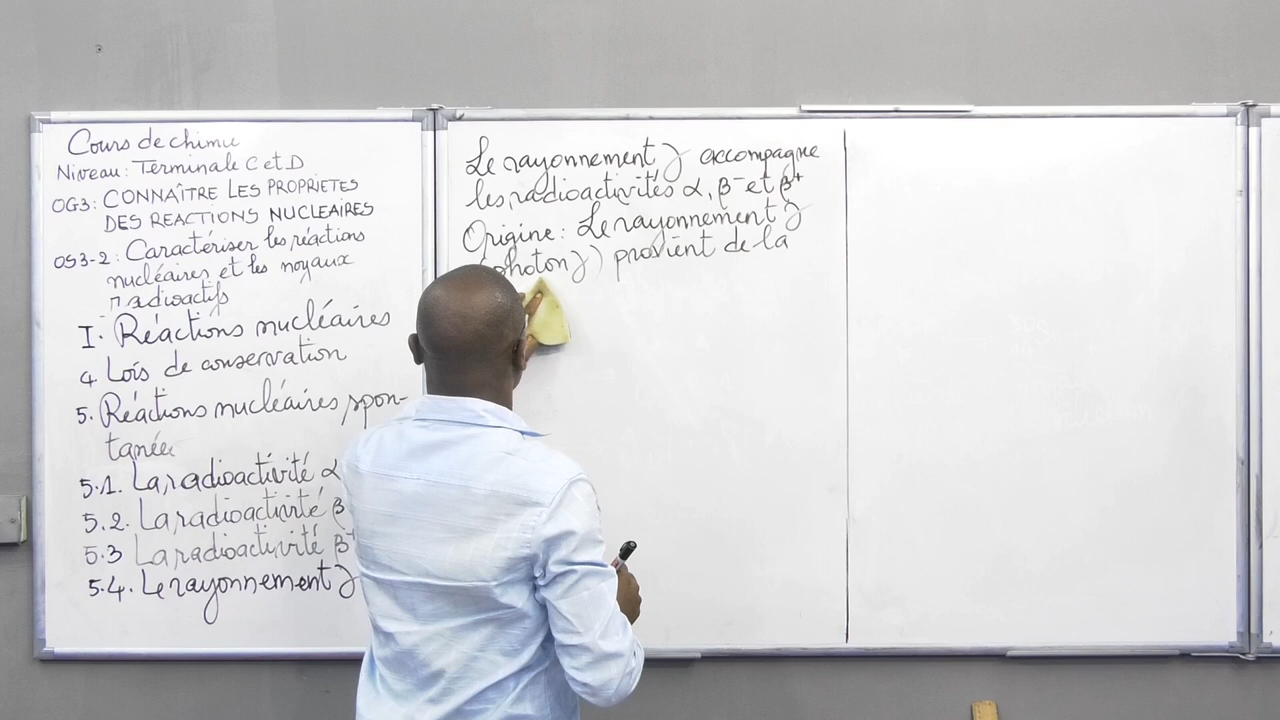 Cours de chimie
Niveau: Terminale C et D
OG3: CONNAÎTRE LES PROPRIETES
DES REACTIONS NUCLEAIRES
OS3-2: Caractériser les réactions
nucléaires et les noyaux
radioactifs
I. Réactions nucléaires
4. Lois de conservation
5. Réactions nucléaires spon-
tanée
5.1. La radioactivité α
5.2. La radioactivité β
5.3 La radioactivité β⁺
5.4. Le rayonnement γ
Le rayonnement γ accompagne
les radioactivités α, β⁻ et β⁺
Origine: Le rayonnement γ
(photon γ) provient de la